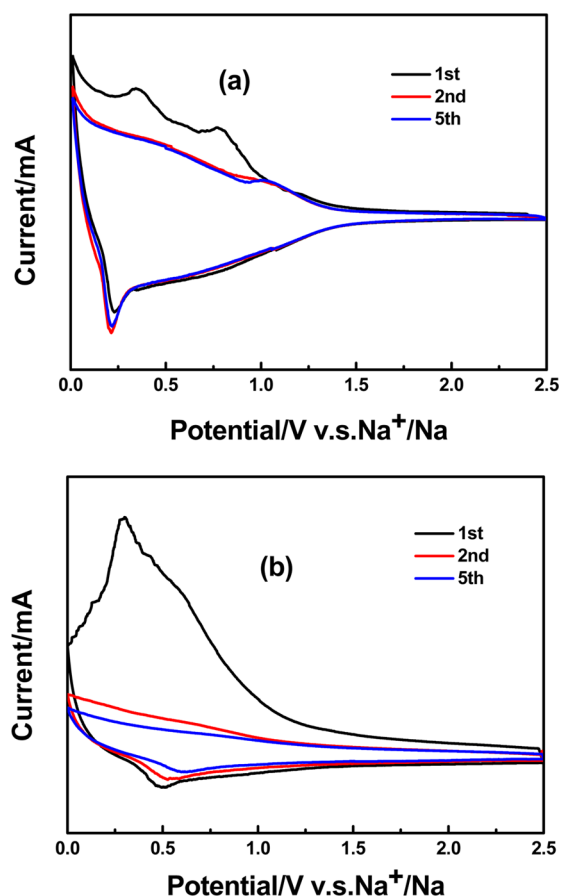 (a)
1st
2nd
5th
Current/mA
0.0 0.5 1.0 1.5 2.0 2.5
Potential/V v.s.Na⁺/Na
(b)
1st
2nd
5th
Current/mA
0.0 0.5 1.0 1.5 2.0 2.5
Potential/V v.s.Na⁺/Na